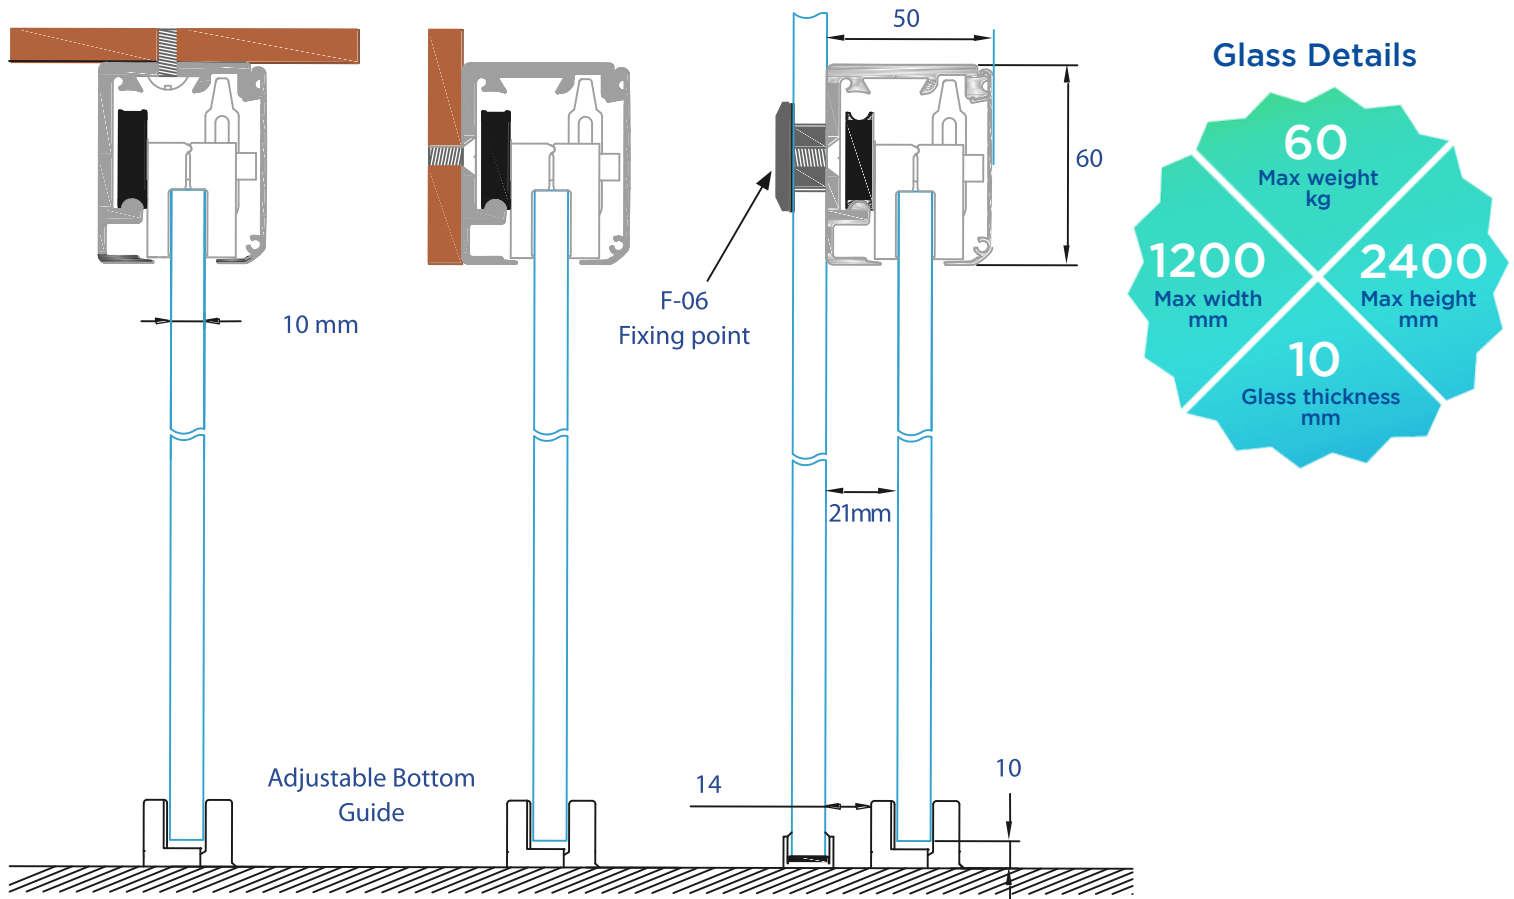 50
Glass Details
60
Max weight
kg
60
1200
Max width
mm
2400
Max height
mm
10
Glass thickness
mm
F-06
Fixing point
10 mm
21mm
Adjustable Bottom
Guide
14
10